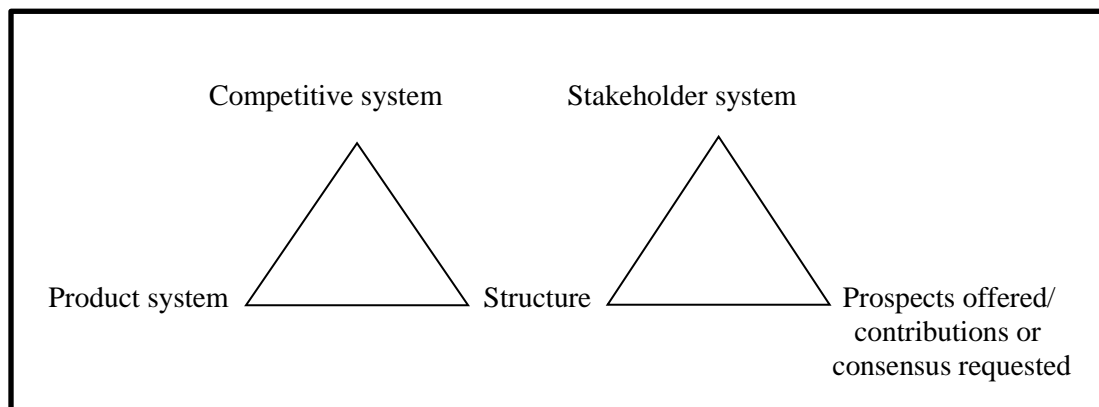 Competitive system
Stakeholder system
Product system
Structure
Prospects offered/
contributions or
consensus requested